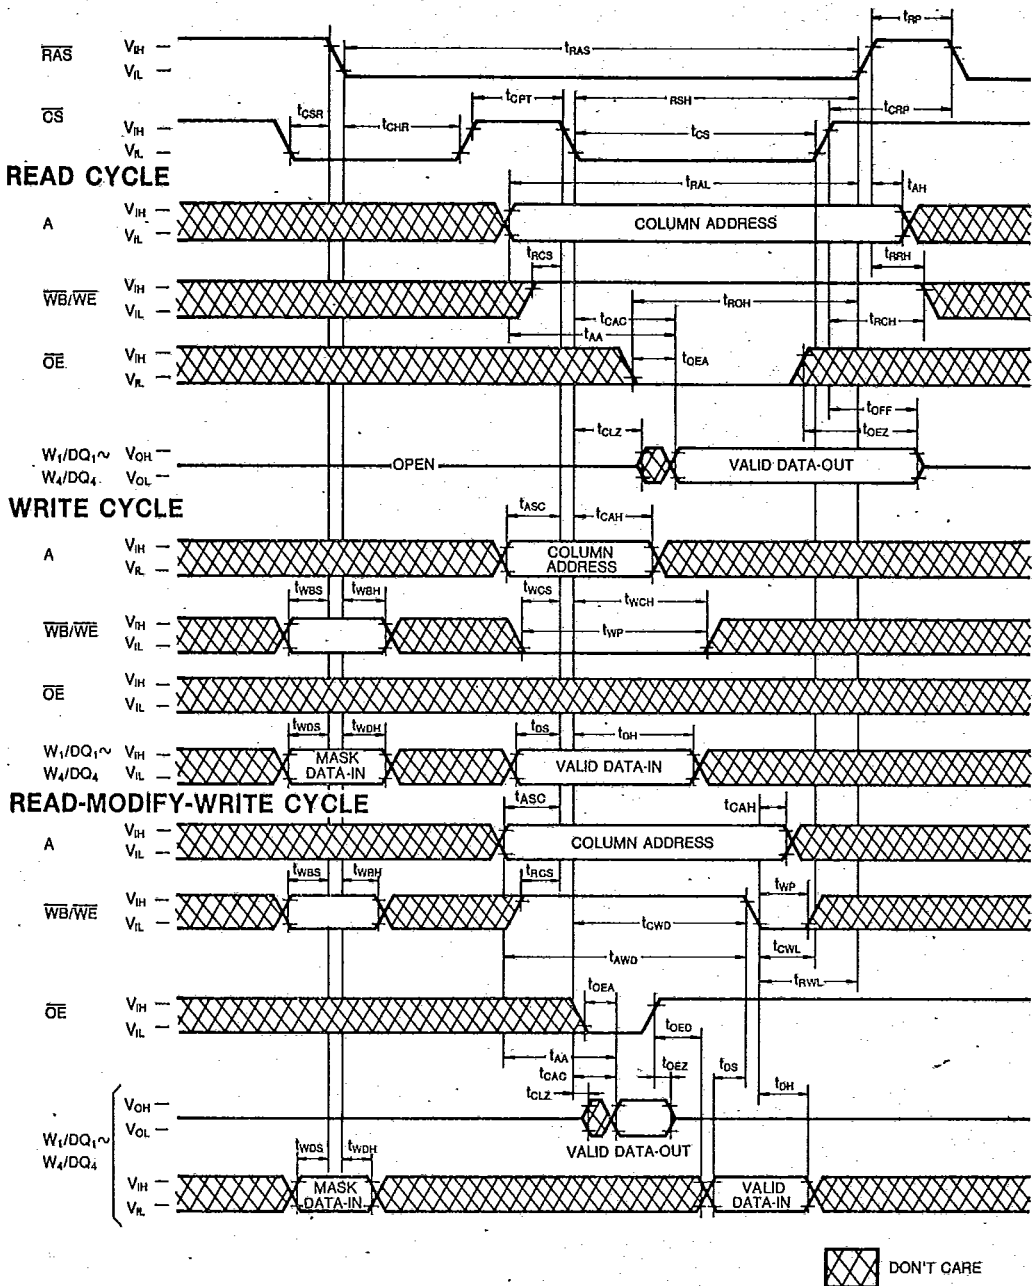 tRP
RAS VIH
tRAS
VIL
CS
tCSR tCHR tCPT RSH tCRP
VIH
tCS
VIL
READ CYCLE
tRAL tAH
A VIH
COLUMN ADDRESS
VIL
tRCS tRRH
WB/WE VIH
VIL
tROH
tCAC tRCH
tAA
OE VIH
tOEA
VIL
tOFF
tCLZ tOEZ
W1/DQ1~ VOH
OPEN VALID DATA-OUT
W4/DQ4 VOL
WRITE CYCLE
tASC tCAH
A VIH
COLUMN ADDRESS
VIL
tWBS tWBH tWCS tWCH
WB/WE VIH
tWP
VIL
OE VIH
VIL
tWDS tWDH tDS tDH
W1/DQ1~ VIH
MASK DATA-IN VALID DATA-IN
W4/DQ4 VIL
READ-MODIFY-WRITE CYCLE
tASC tCAH
A VIH
COLUMN ADDRESS
VIL
tWBS tWBH tRCS tWP
WB/WE VIH
VIL
tCWD tCWL
tAWD
tRWL
OE VIH
tOEA
VIL
tOED
tAA
tCAC tOEZ tDS
tCLZ tDH
VOH
VOL
W1/DQ1~
VALID DATA-OUT
W4/DQ4
tWDS tWDH
VIH
MASK DATA-IN VALID DATA-IN
VIL
DON'T CARE